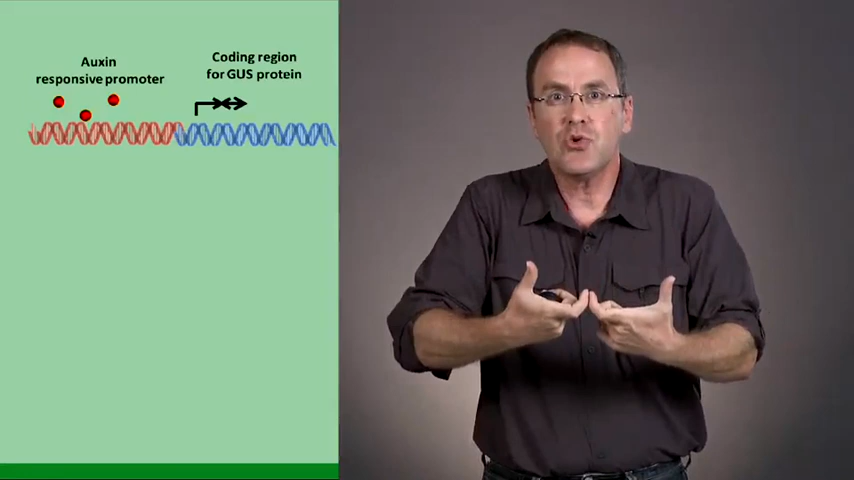 Auxin
responsive promoter
Coding region
for GUS protein